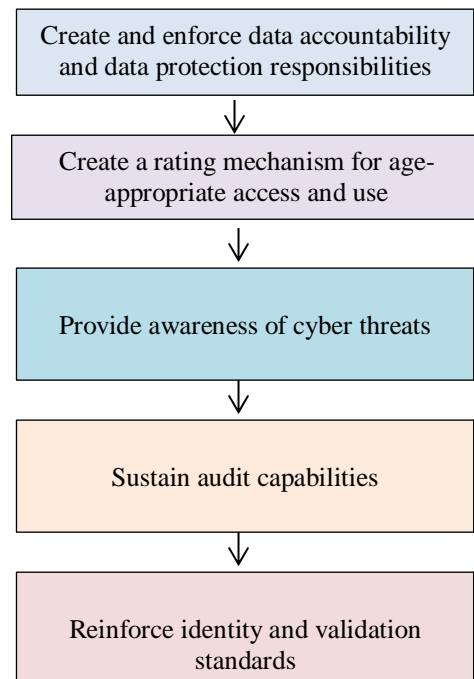 Create and enforce data accountability
and data protection responsibilities
Create a rating mechanism for age-
appropriate access and use
Provide awareness of cyber threats
Sustain audit capabilities
Reinforce identity and validation
standards